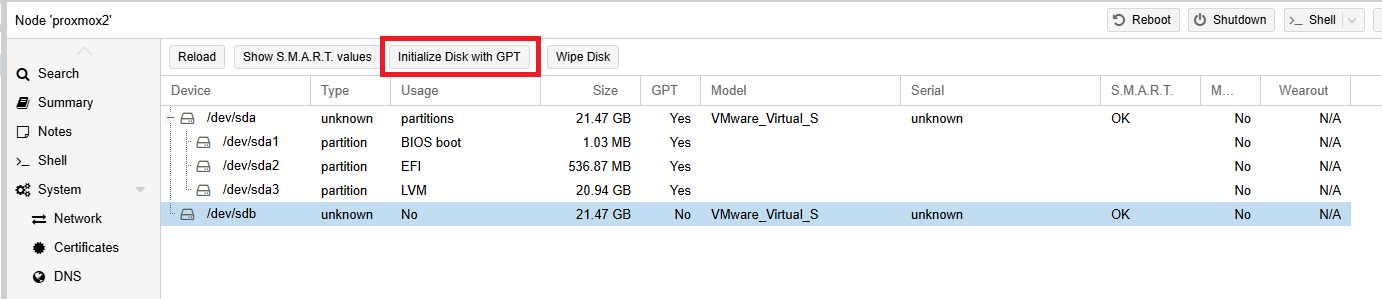 Node 'proxmox2'
Reboot Shutdown Shell
Search
Summary
Notes
Shell
System
Network
Certificates
DNS
Reload Show S.M.A.R.T. values Initialize Disk with GPT Wipe Disk
Device Type Usage Size GPT Model Serial S.M.A.R.T. M... Wearout
/dev/sda unknown partitions 21.47 GB Yes VMware_Virtual_S unknown OK No N/A
/dev/sda1 partition BIOS boot 1.03 MB Yes No N/A
/dev/sda2 partition EFI 536.87 MB Yes No N/A
/dev/sda3 partition LVM 20.94 GB Yes No N/A
/dev/sdb unknown No 21.47 GB No VMware_Virtual_S unknown OK No N/A